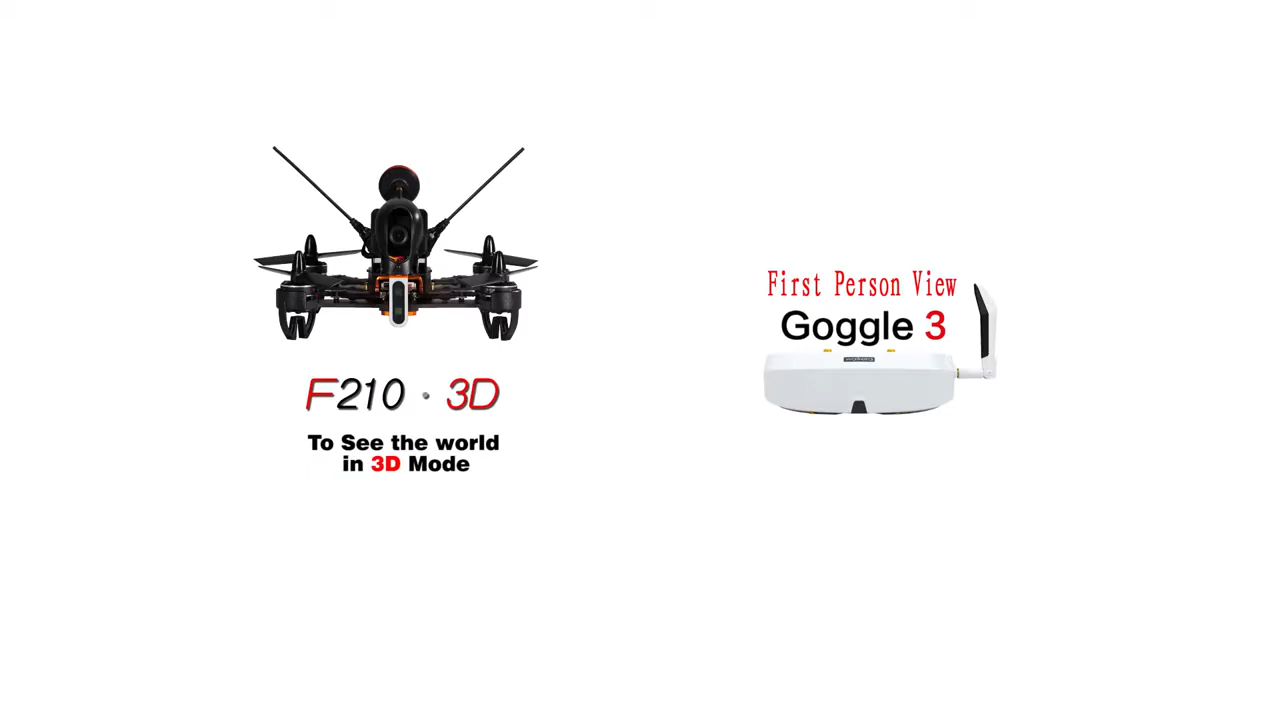 F210 · 3D
To See the world
in 3D Mode
First Person View
Goggle 3